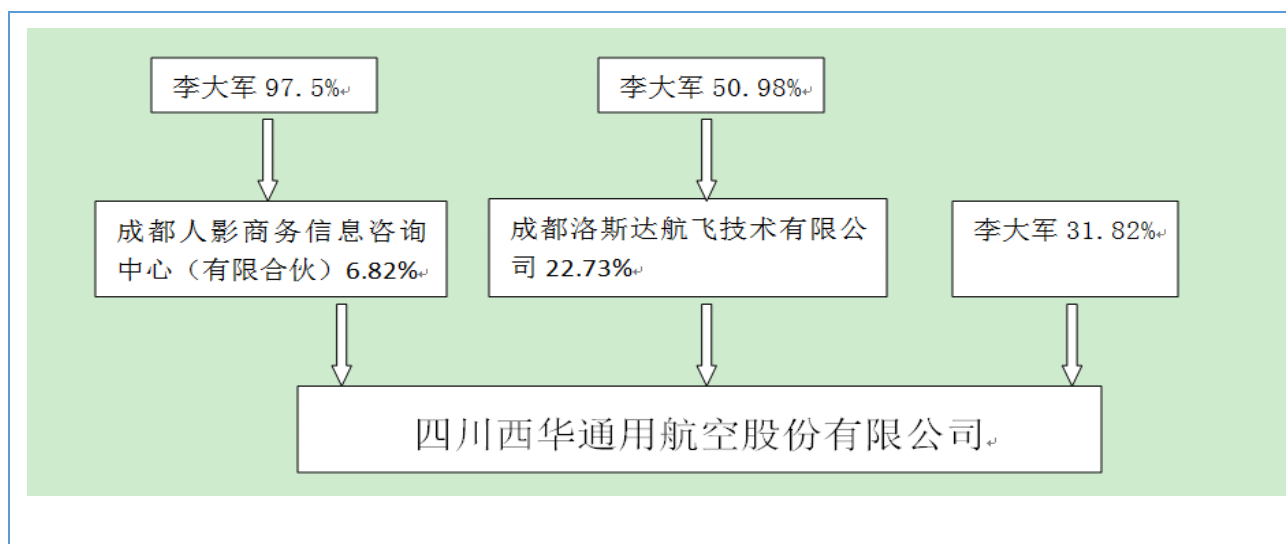 李大军 97.5%
李大军 50.98%
成都人影商务信息咨询
中心（有限合伙）6.82%
成都洛斯达航飞技术有限公
司 22.73%
李大军 31.82%
四川西华通用航空股份有限公司